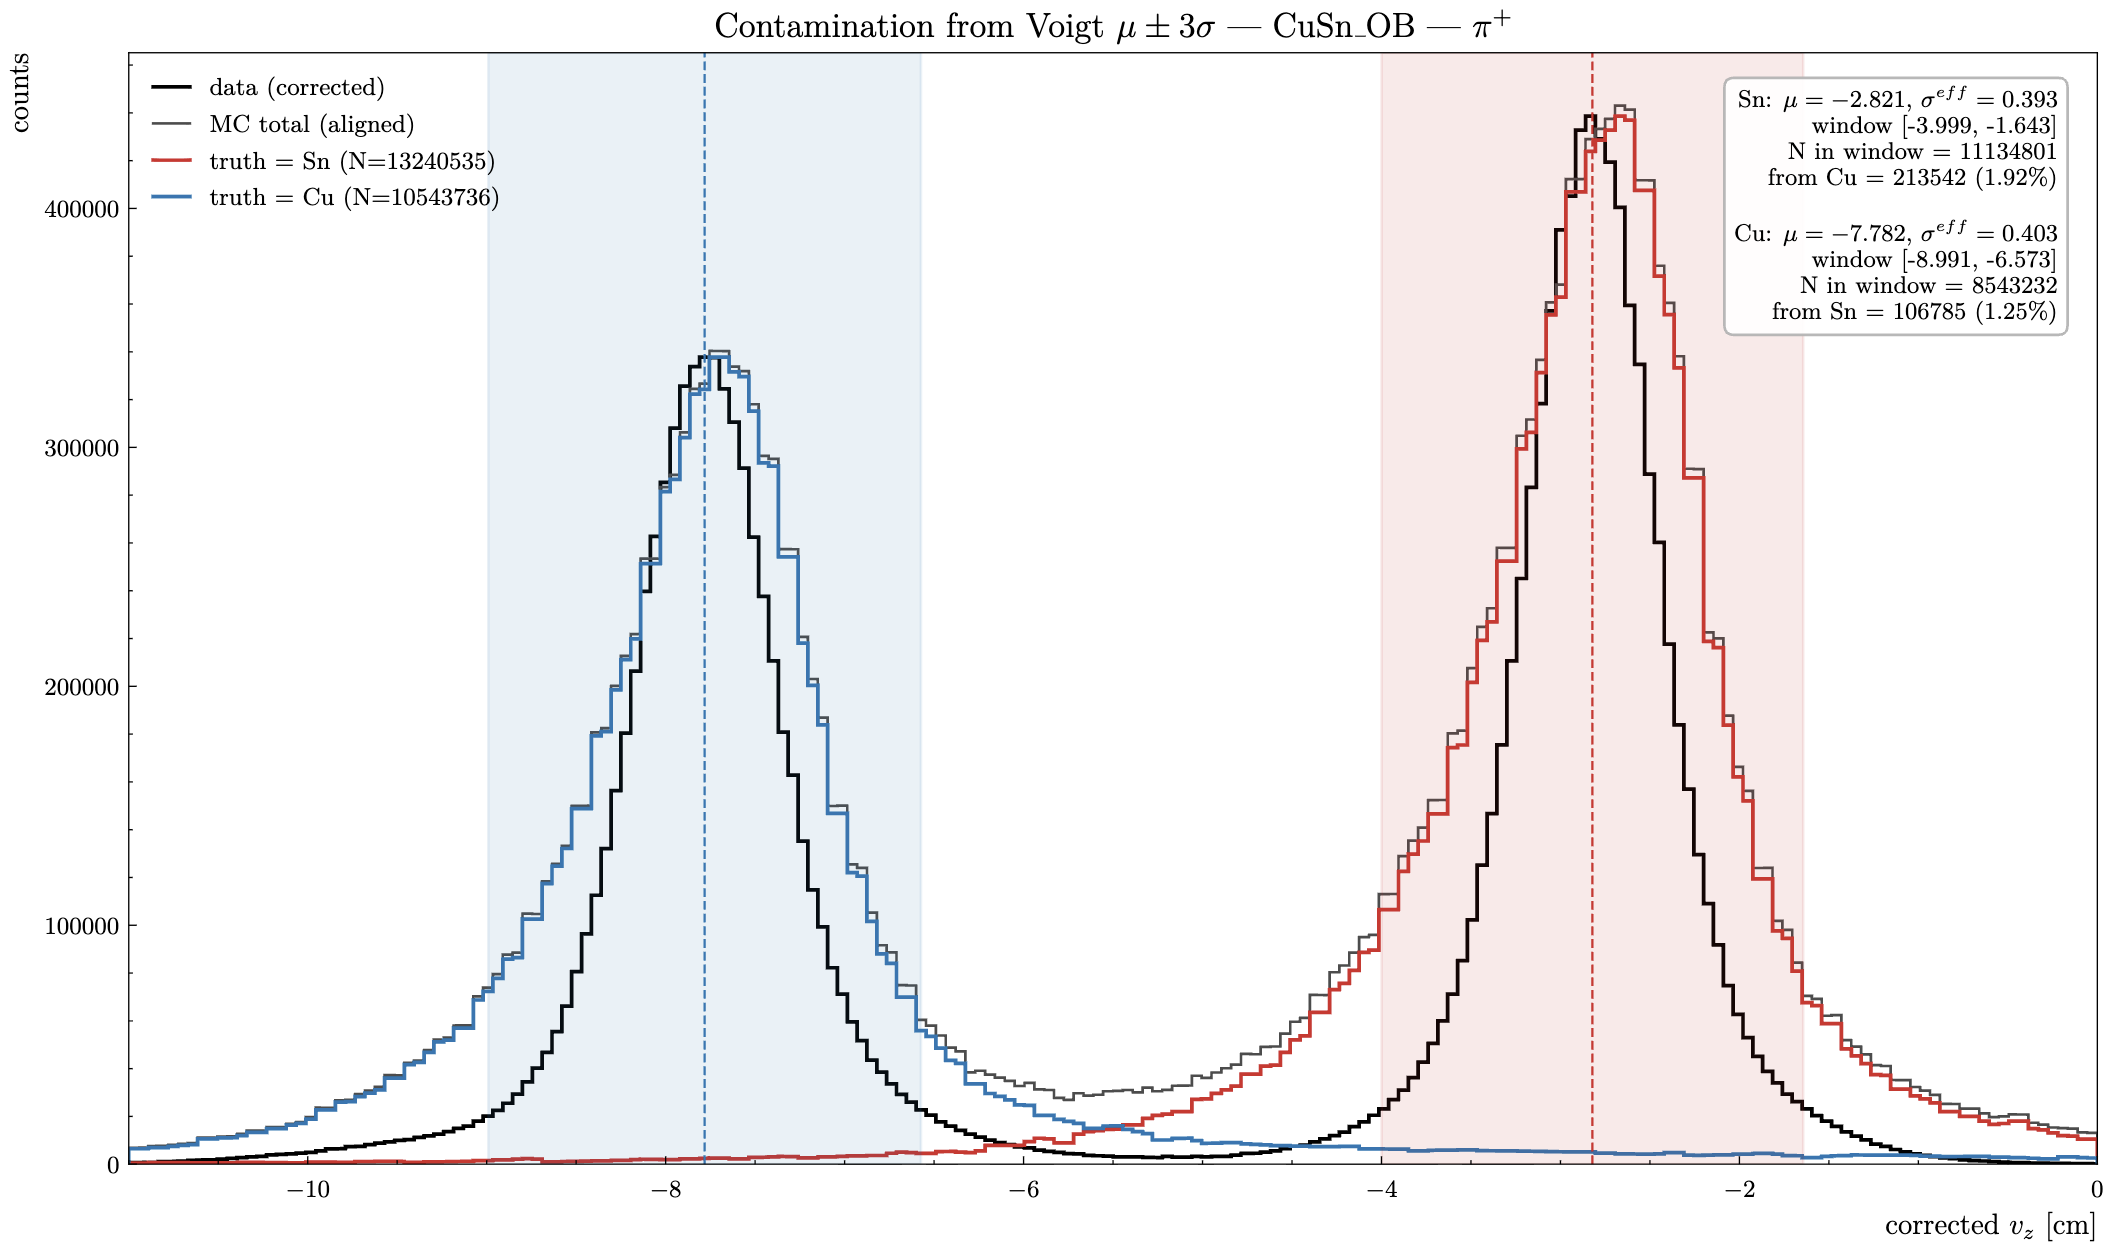 Contamination from Voigt μ ± 3σ — CuSn_OB — π⁺
counts
data (corrected)
MC total (aligned)
truth = Sn (N=13240535)
truth = Cu (N=10543736)
Sn: μ = −2.821, σ^{eff} = 0.393
window [-3.999, -1.643]
N in window = 11134801
from Cu = 213542 (1.92%)
Cu: μ = −7.782, σ^{eff} = 0.403
window [-8.991, -6.573]
N in window = 8543232
from Sn = 106785 (1.25%)
400000
300000
200000
100000
0
−10 −8 −6 −4 −2 0
corrected v_z [cm]